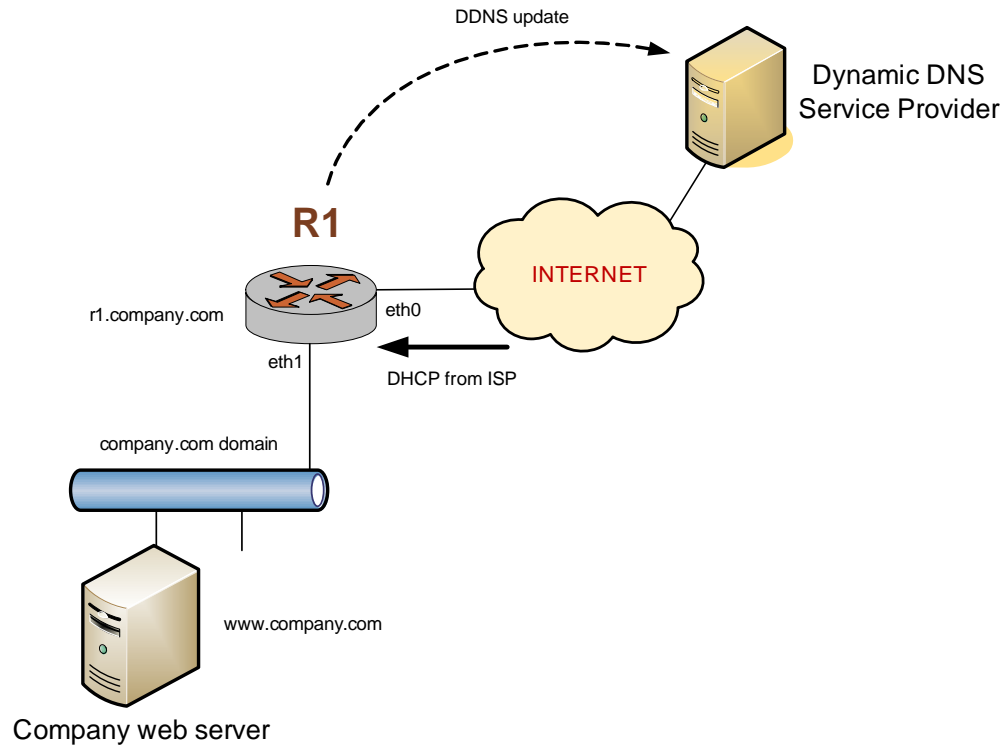 DDNS update
Dynamic DNS
Service Provider
R1
INTERNET
r1.company.com
eth0
eth1
DHCP from ISP
company.com domain
www.company.com
Company web server